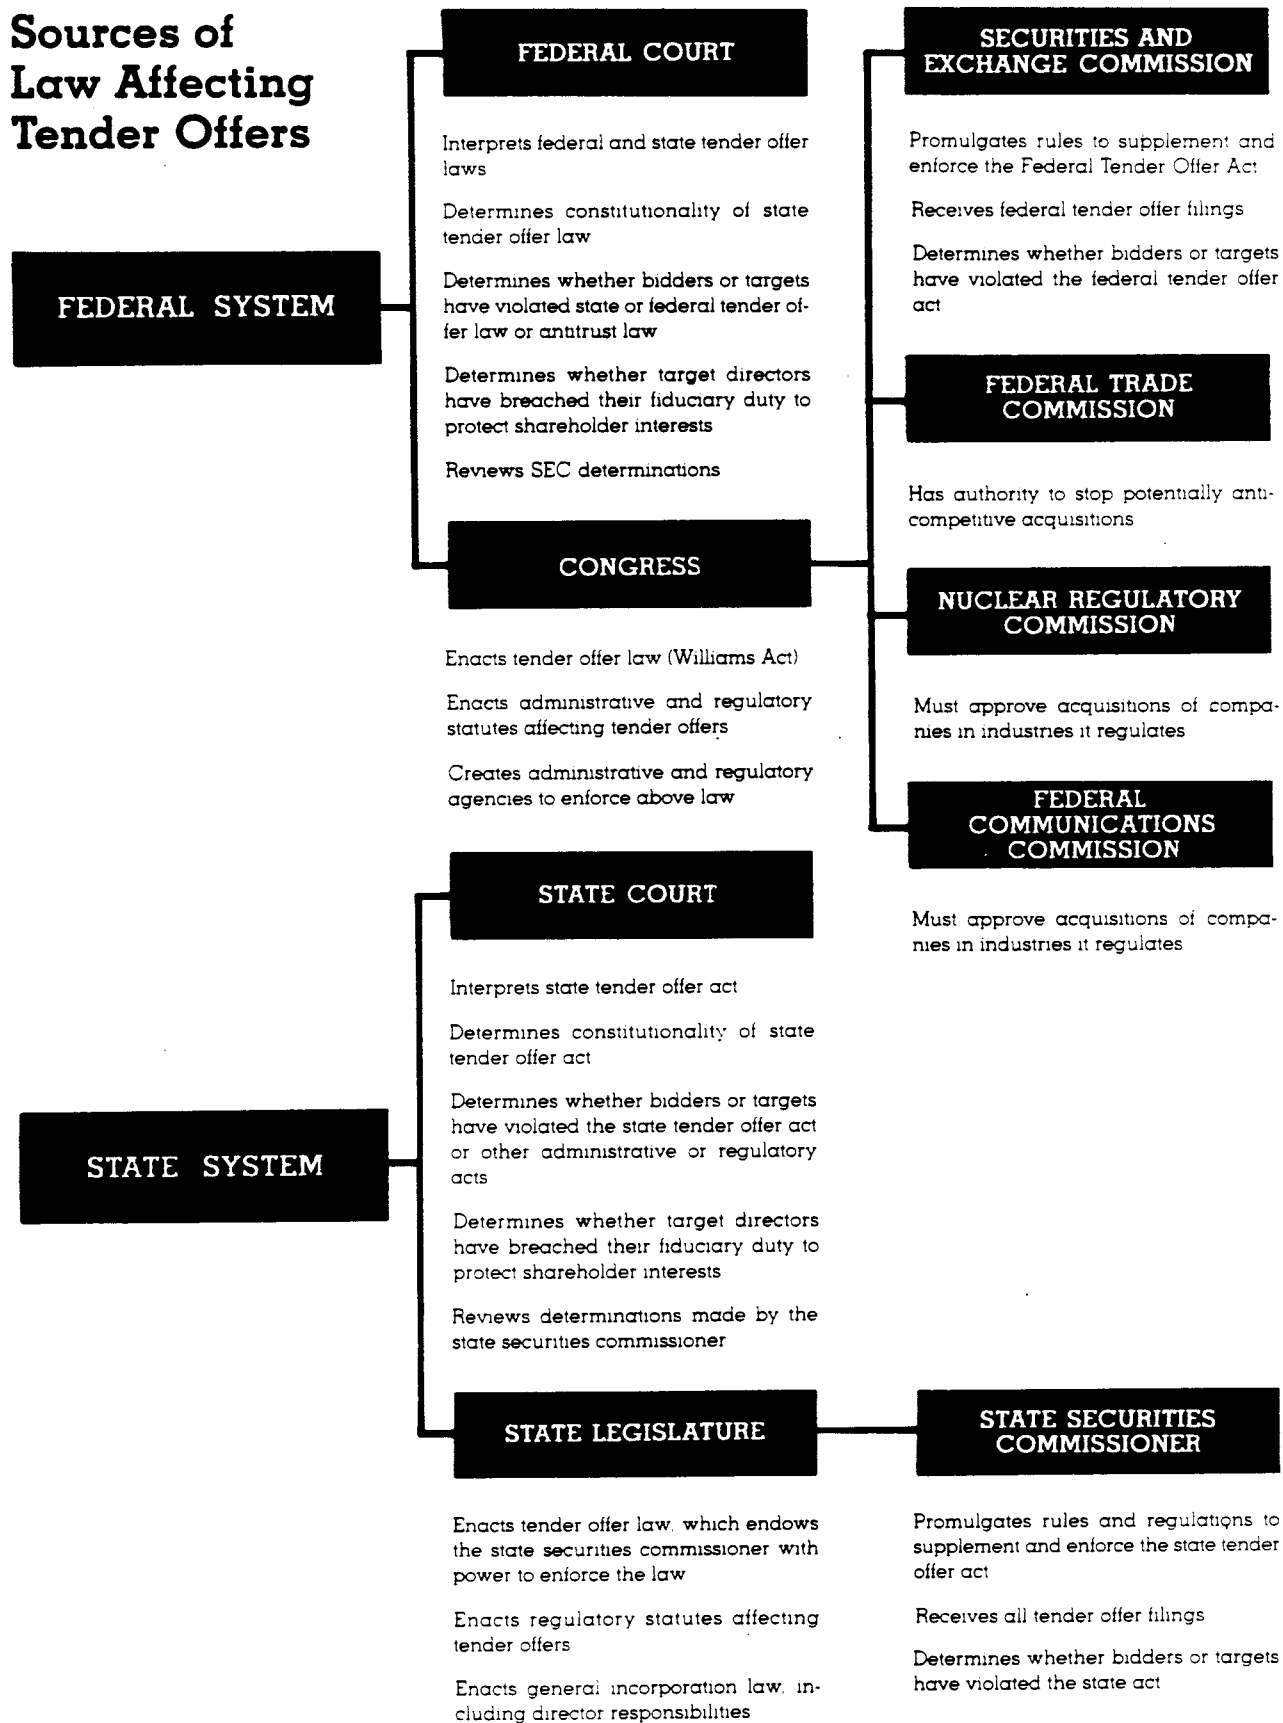 Sources of
Law Affecting
Tender Offers
FEDERAL SYSTEM
FEDERAL COURT
Interprets federal and state tender offer
laws
Determines constitutionality of state
tender offer law
Determines whether bidders or targets
have violated state or federal tender of-
fer law or antitrust law
Determines whether target directors
have breached their fiduciary duty to
protect shareholder interests
Reviews SEC determinations
CONGRESS
Enacts tender offer law (Williams Act)
Enacts administrative and regulatory
statutes affecting tender offers
Creates administrative and regulatory
agencies to enforce above law
SECURITIES AND
EXCHANGE COMMISSION
Promulgates rules to supplement and
enforce the Federal Tender Offer Act
Receives federal tender offer filings
Determines whether bidders or targets
have violated the federal tender offer
act
FEDERAL TRADE
COMMISSION
Has authority to stop potentially anti-
competitive acquisitions
NUCLEAR REGULATORY
COMMISSION
Must approve acquisitions of compa-
nies in industries it regulates
FEDERAL
COMMUNICATIONS
COMMISSION
Must approve acquisitions of compa-
nies in industries it regulates
STATE SYSTEM
STATE COURT
Interprets state tender offer act
Determines constitutionality of state
tender offer act
Determines whether bidders or targets
have violated the state tender offer act
or other administrative or regulatory
acts
Determines whether target directors
have breached their fiduciary duty to
protect shareholder interests
Reviews determinations made by the
state securities commissioner
STATE LEGISLATURE
Enacts tender offer law, which endows
the state securities commissioner with
power to enforce the law
Enacts regulatory statutes affecting
tender offers
Enacts general incorporation law, in-
cluding director responsibilities
STATE SECURITIES
COMMISSIONER
Promulgates rules and regulations to
supplement and enforce the state tender
offer act
Receives all tender offer filings
Determines whether bidders or targets
have violated the state act